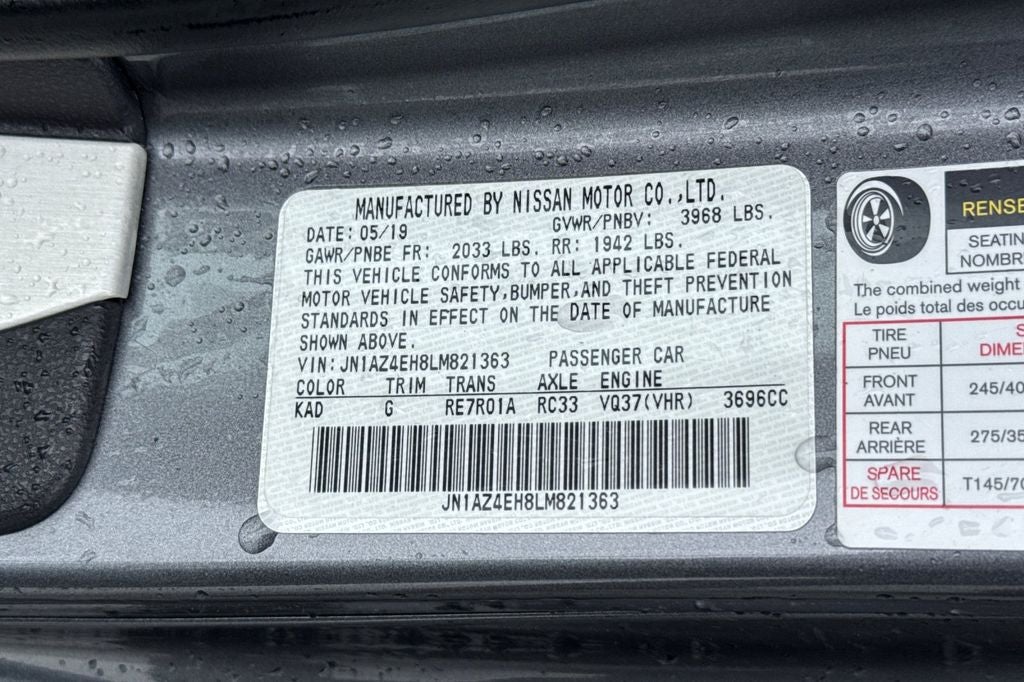 MANUFACTURED BY NISSAN MOTOR CO.,LTD.
DATE: 05/19 GVWR/PNBV: 3968 LBS.
GAWR/PNBE FR: 2033 LBS. RR: 1942 LBS.
THIS VEHICLE CONFORMS TO ALL APPLICABLE FEDERAL
MOTOR VEHICLE SAFETY,BUMPER,AND THEFT PREVENTION
STANDARDS IN EFFECT ON THE DATE OF MANUFACTURE
SHOWN ABOVE.
VIN: JN1AZ4EH8LM821363 PASSENGER CAR
COLOR TRIM TRANS AXLE ENGINE
KAD G RE7R01A RC33 VQ37(VHR) 3696CC
JN1AZ4EH8LM821363
RENSE
SEATIN
NOMBR
The combined weight
Le poids total des occu
TIRE
PNEU
S
DIME
FRONT
AVANT
245/40
REAR
ARRIÈRE
275/35
SPARE
DE SECOURS
T145/70